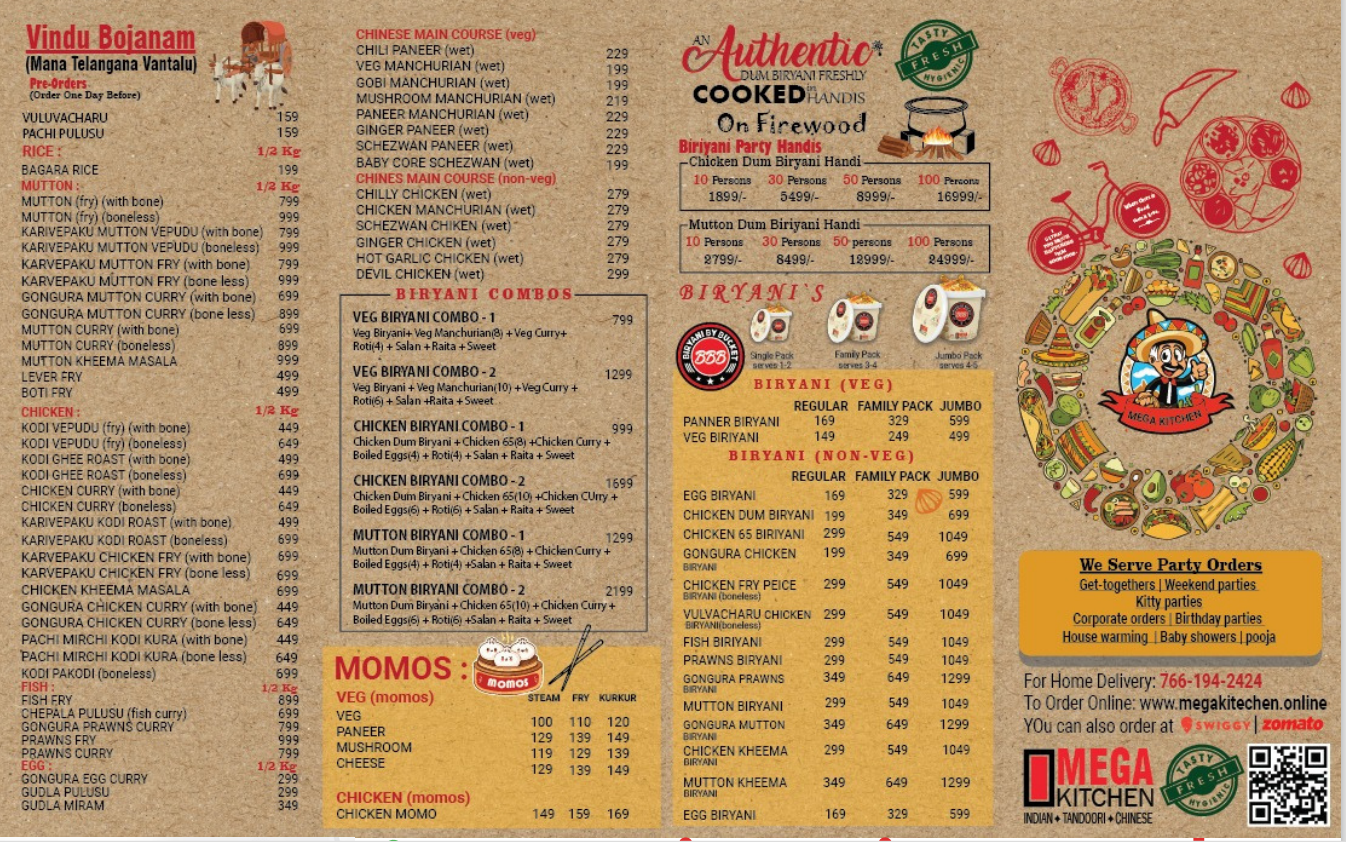 Vindu Bojanam
(Mana Telangana Vantalu)
Pre-Orders
(Order One Day Before)
VULUVACHARU 159
PACHI PULUSU 159
RICE : 1/2 Kg
BAGARA RICE 199
MUTTON : 1/2 Kg
MUTTON (fry) (with bone) 799
MUTTON (fry) (boneless) 999
KARIVEPAKU MUTTON VEPUDU (with bone) 799
KARIVEPAKU MUTTON VEPUDU (boneless) 999
KARVEPAKU MUTTON FRY (with bone) 799
KARVEPAKU MUTTON FRY (bone less) 999
GONGURA MUTTON CURRY (with bone) 699
GONGURA MUTTON CURRY (bone less) 899
MUTTON CURRY (with bone) 699
MUTTON CURRY (boneless) 899
MUTTON KHEEMA MASALA 999
LEVER FRY 499
BOTI FRY 499
CHICKEN : 1/2 Kg
KODI VEPUDU (fry) (with bone) 449
KODI VEPUDU (fry) (boneless) 649
KODI GHEE ROAST (with bone) 499
KODI GHEE ROAST (boneless) 699
CHICKEN CURRY (with bone) 449
CHICKEN CURRY (boneless) 649
KARIVEPAKU KODI ROAST (with bone) 499
KARIVEPAKU KODI ROAST (boneless) 699
KARVEPAKU CHICKEN FRY (with bone) 699
KARVEPAKU CHICKEN FRY (bone less) 699
CHICKEN KHEEMA MASALA 699
GONGURA CHICKEN CURRY (with bone) 449
GONGURA CHICKEN CURRY (bone less) 649
PACHI MIRCHI KODI KURA (with bone) 449
PACHI MIRCHI KODI KURA (bone less) 649
KODI PAKODI (boneless) 699
FISH : 1/2 Kg
FISH FRY 899
CHEPALA PULUSU (fish curry) 699
GONGURA PRAWNS CURRY 799
PRAWNS FRY 999
PRAWNS CURRY 799
EGG : 1/2 Kg
GONGURA EGG CURRY 299
GUDLA PULUSU 299
GUDLA MIRAM 349
CHINESE MAIN COURSE (veg)
CHILI PANEER (wet) 229
VEG MANCHURIAN (wet) 199
GOBI MANCHURIAN (wet) 199
MUSHROOM MANCHURIAN (wet) 219
PANEER MANCHURIAN (wet) 229
GINGER PANEER (wet) 229
SCHEZWAN PANEER (wet) 229
BABY CORE SCHEZWAN (wet) 199
CHINES MAIN COURSE (non-veg)
CHILLY CHICKEN (wet) 279
CHICKEN MANCHURIAN (wet) 279
SCHEZWAN CHIKEN (wet) 279
GINGER CHICKEN (wet) 279
HOT GARLIC CHICKEN (wet) 279
DEVIL CHICKEN (wet) 299
BIRYANI COMBOS
VEG BIRYANI COMBO - 1 799
Veg Biryani+ Veg Manchurian(8) + Veg Curry+
Roti(4) + Salan + Raita + Sweet
VEG BIRYANI COMBO - 2 1299
Veg Biryani + Veg Manchurian(10) + Veg Curry +
Roti(6) + Salan +Raita + Sweet
CHICKEN BIRYANI COMBO - 1 999
Chicken Dum Biryani + Chicken 65(8) +Chicken Curry +
Boiled Eggs(4) + Roti(4) + Salan + Raita + Sweet
CHICKEN BIRYANI COMBO - 2 1699
Chicken Dum Biryani + Chicken 65(10) +Chicken CUrry +
Boiled Eggs(6) + Roti(6) + Salan + Raita + Sweet
MUTTON BIRYANI COMBO - 1 1299
Mutton Dum Biryani + Chicken 65(8) + Chicken Curry +
Boiled Eggs(4) + Roti(4) +Salan + Raita + Sweet
MUTTON BIRYANI COMBO - 2 2199
Mutton Dum Biryani + Chicken 65(10) + Chicken Curry +
Boiled Eggs(6) + Roti(6) + Salan + Raita + Sweet
MOMOS :
MOMOS
VEG (momos) STEAM FRY KURKUR
VEG 100 110 120
PANEER 129 139 149
MUSHROOM 119 129 139
CHEESE 129 139 149
CHICKEN (momos)
CHICKEN MOMO 149 159 169
AN Authentic
DUM BIRYANI FRESHLY
COOKED in HANDIS
On Firewood
TASTY FRESH HYGIENIC
Biriyani Party Handis
Chicken Dum Biryani Handi
10 Persons 30 Persons 50 Persons 100 Persons
1899/- 5499/- 8999/- 16999/-
Mutton Dum Biriyani Handi
10 Persons 30 Persons 50 persons 100 Persons
2799/- 8499/- 12999/- 24999/-
BIRYANI`S
BIRYANI BY BUCKET
BBB
Single Pack Family Pack Jumbo Pack
serves 1-2 serves 3-4 serves 4-5
BIRYANI (VEG)
REGULAR FAMILY PACK JUMBO
PANNER BIRYANI 169 329 599
VEG BIRIYANI 149 249 499
BIRYANI (NON-VEG)
REGULAR FAMILY PACK JUMBO
EGG BIRYANI 169 329 599
CHICKEN DUM BIRYANI 199 349 699
CHICKEN 65 BIRIYANI 299 549 1049
GONGURA CHICKEN 199 349 699
BIRYANI
CHICKEN FRY PEICE 299 549 1049
BIRYANI (boneless)
VULVACHARU CHICKEN 299 549 1049
BIRYANI(boneless)
FISH BIRIYANI 299 549 1049
PRAWNS BIRYANI 299 549 1049
GONGURA PRAWNS 349 649 1299
BIRYANI
MUTTON BIRYANI 299 549 1049
GONGURA MUTTON 349 649 1299
BIRYANI
CHICKEN KHEEMA 299 549 1049
BIRYANI
MUTTON KHEEMA 349 649 1299
BIRYANI
EGG BIRYANI 169 329 599
MEGA KITCHEN
We Serve Party Orders
Get-togethers | Weekend parties
Kitty parties
Corporate orders | Birthday parties
House warming | Baby showers | pooja
For Home Delivery: 766-194-2424
To Order Online: www.megakitechen.online
YOu can also order at SWIGGY | zomato
MEGA
KITCHEN
INDIAN + TANDOORI + CHINESE
TASTY FRESH HYGIENIC